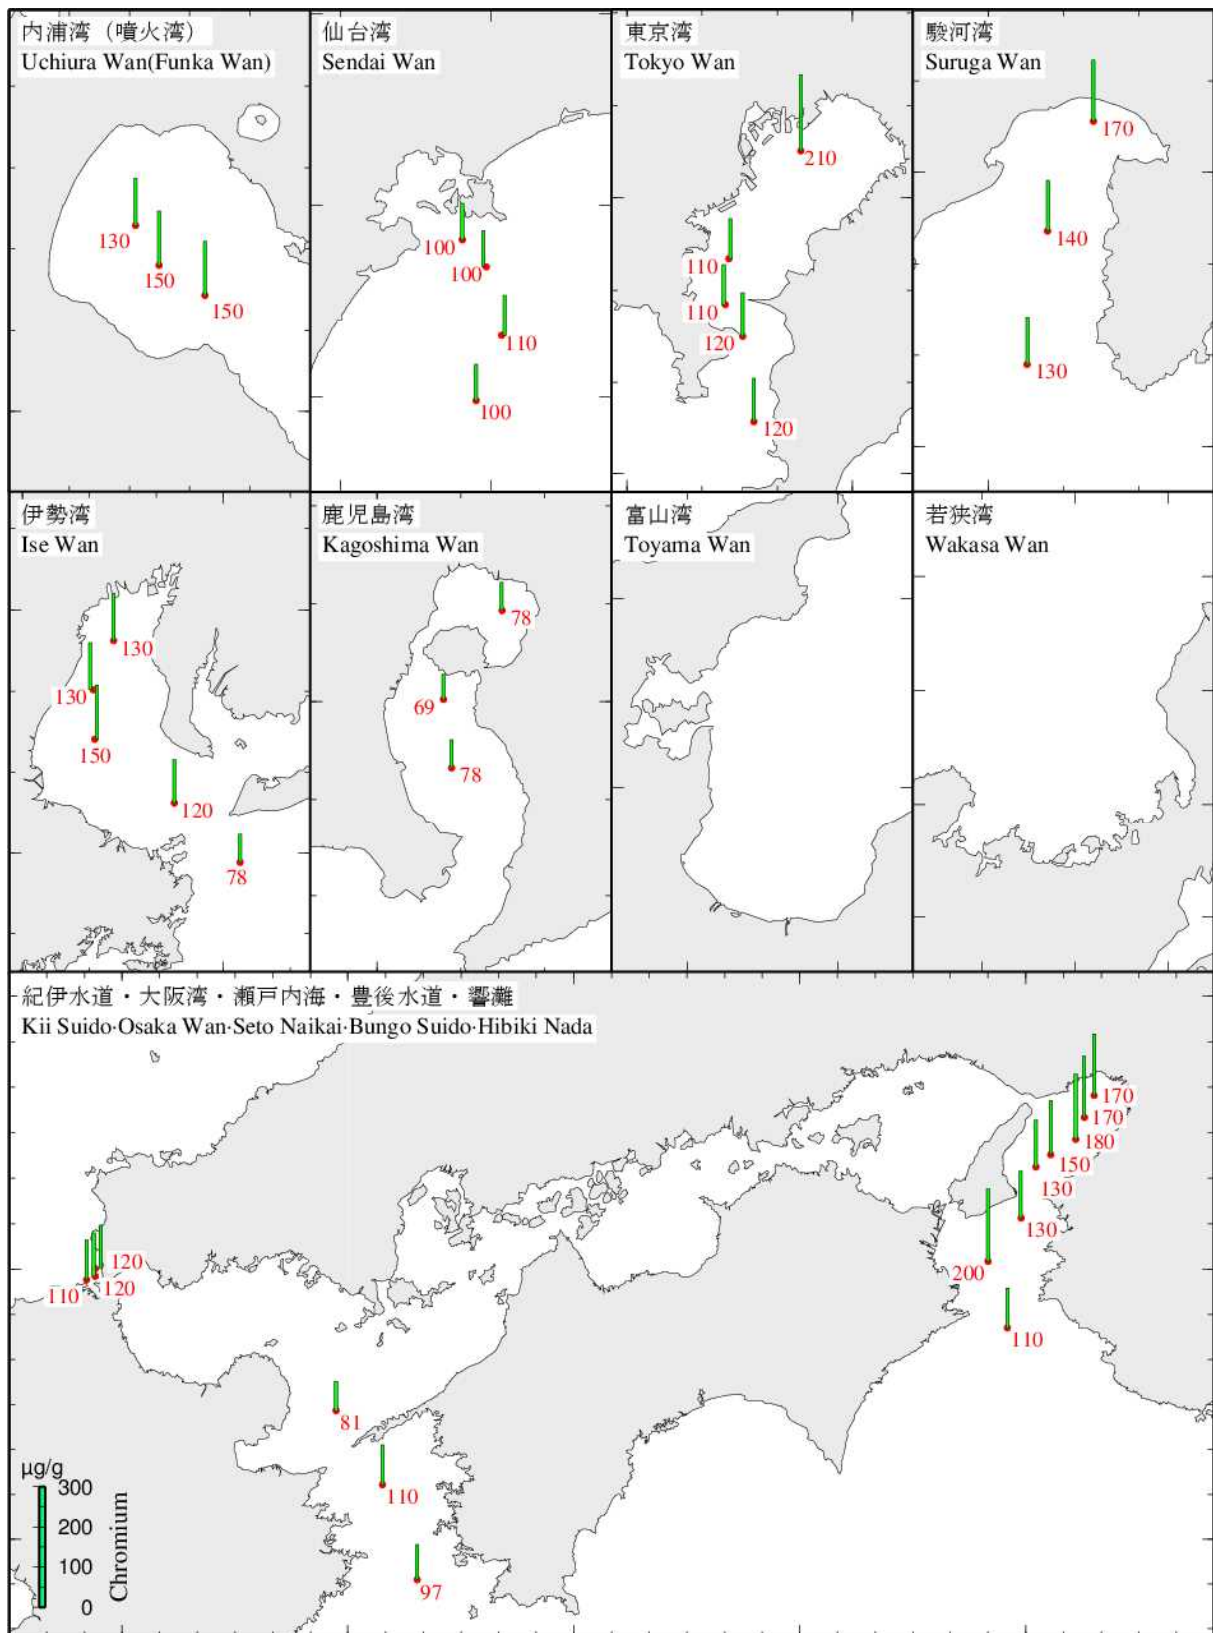 内浦湾（噴火湾）
Uchiura Wan(Funka Wan)
130
150
150
仙台湾
Sendai Wan
100
100
110
100
東京湾
Tokyo Wan
210
110
110
120
120
駿河湾
Suruga Wan
170
140
130
伊勢湾
Ise Wan
130
130
150
120
78
鹿児島湾
Kagoshima Wan
78
69
78
富山湾
Toyama Wan
若狭湾
Wakasa Wan
紀伊水道・大阪湾・瀬戸内海・豊後水道・響灘
Kii Suido·Osaka Wan·Seto Naikai·Bungo Suido·Hibiki Nada
170
170
180
150
130
130
200
110
120
120
110
81
110
97
µg/g
300
200
100
0
Chromium